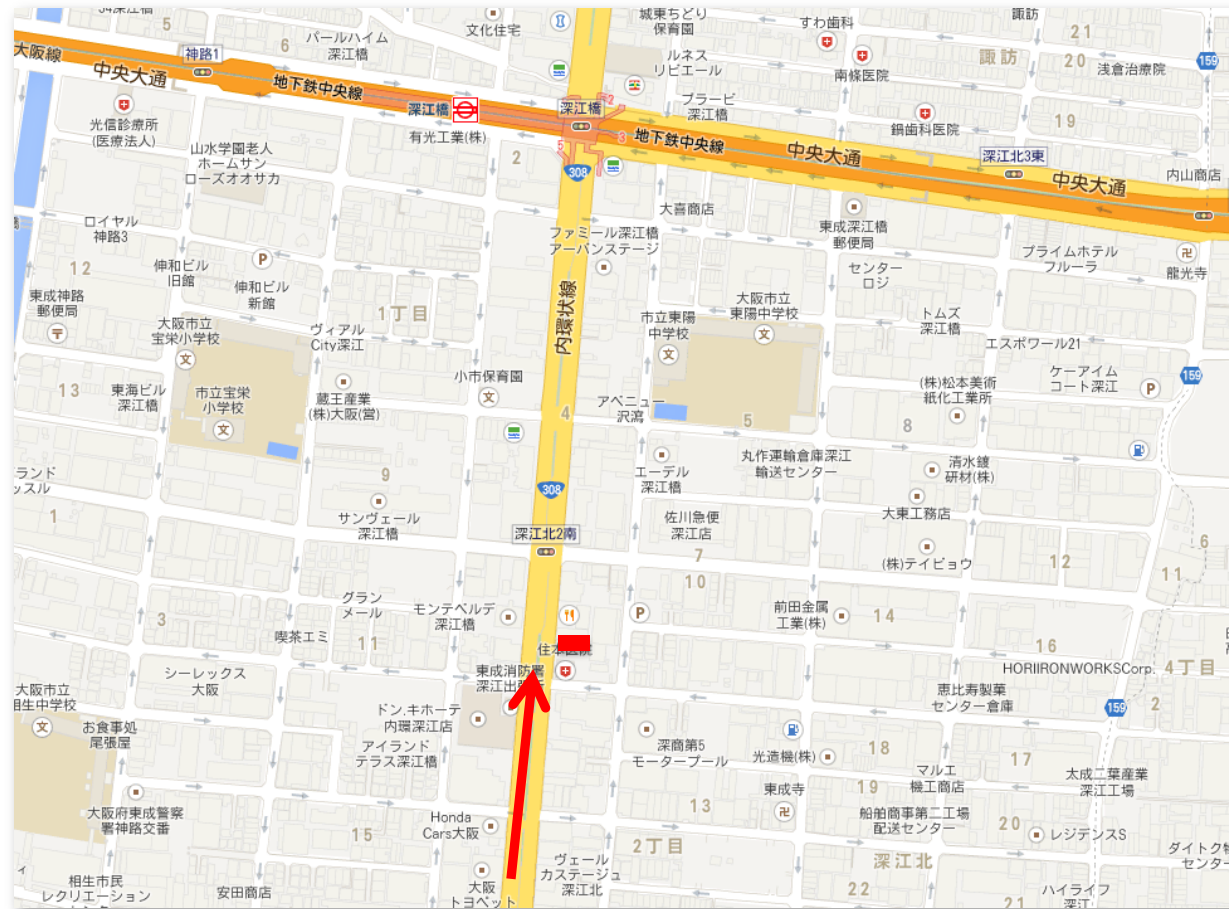 34深江橋
5
6
パールハイム
深江橋
文化住宅
城東ちどり
保育園
すわ歯科
諏訪
21
大阪線
神路1
中央大通
地下鉄中央線
深江橋
深江橋
ルネス
リビエール
南條医院
諏訪
20
浅倉治療院
159
光信診療所
(医療法人)
有光工業(株)
2
3
5
ブラービ
深江橋
鍋歯科医院
19
地下鉄中央線
中央大通
深江北3東
中央大通
内山商店
山水学園老人
ホームサン
ローズオオサカ
2
308
大喜商店
東成深江橋
郵便局
ロイヤル
神路3
ファミール深江橋
アーバンステージ
プライムホテル
フルーラ
龍光寺
12
伸和ビル
旧館
P
伸和ビル
新館
センター
ロジ
東成神路
郵便局
大阪市立
宝栄小学校
文
1丁目
ヴィアル
City深江
内環状線
市立東陽
中学校
文
大阪市立
東陽中学校
文
トムズ
深江橋
エスポワール21
13
東海ビル
深江橋
市立宝栄
小学校
文
蔵王産業
(株)大阪(営)
小市保育園
文
4
アベニュー
沢潟
5
(株)松本美術
紙化工業所
8
ケーアイム
コート深江
P
159
ランド
ッスル
9
サンヴェール
深江橋
308
エーデル
深江橋
丸作運輸倉庫深江
輸送センター
清水鍍
研材(株)
大東工務店
1
深江北2南
佐川急便
深江店
7
(株)テイビョウ
12
6
11
10
グラン
メール
モンテベルデ
深江橋
P
前田金属
工業(株)
14
3
喫茶エミ
11
16
シーレックス
大阪
東成消防署
HORIIRONWORKSCorp.
4丁目
大阪市立
相生中学校
文
お食事処
尾張屋
ドン.キホーテ
内環深江店
アイランド
テラス深江橋
深商第5
モータープール
光造機(株)
恵比寿製菓
センター倉庫
159
2
18
17
大阪府東成警察
署神路交番
Honda
Cars大阪
13
東成寺
19
マルエ
機工商店
太成二葉産業
深江工場
15
2丁目
船舶商事第二工場
配送センター
20
レジデンスS
相生市民
レクリエーション
安田商店
大阪
トヨペット
ヴェール
カステージュ
深江北
深江北
22
21
ハイライフ
深江
ダイトク物
センター